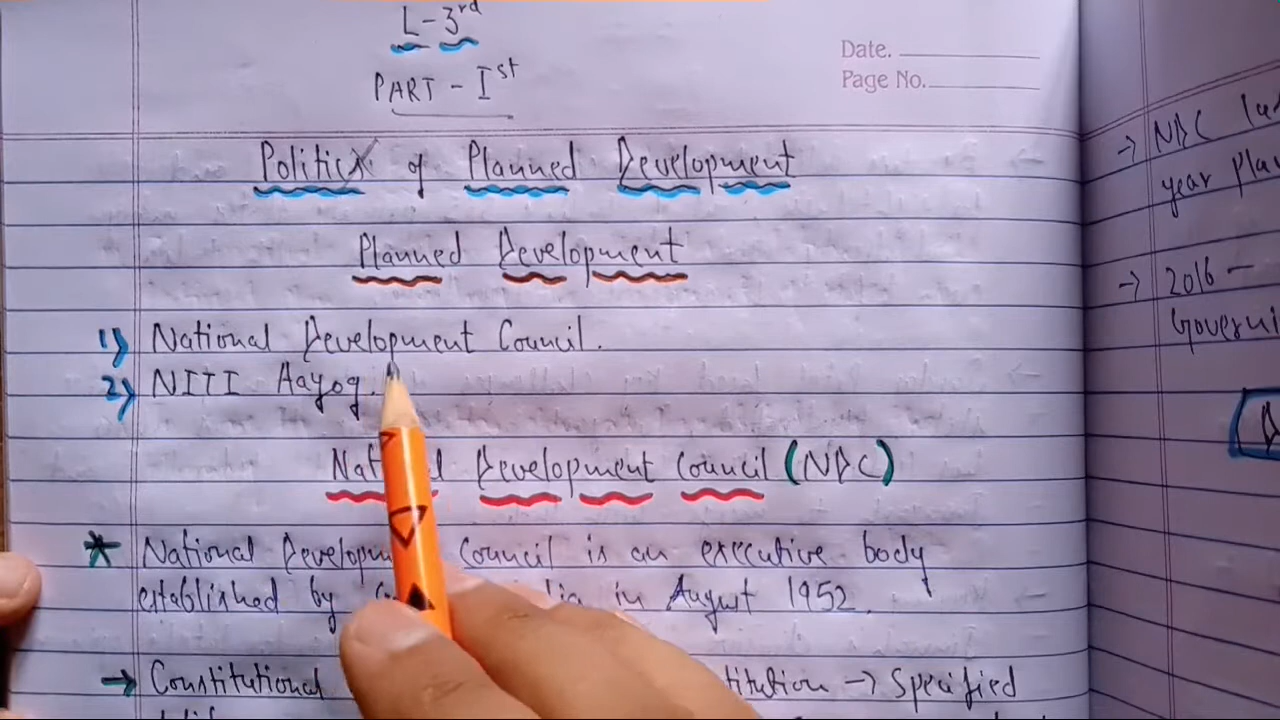 L-3rd
PART - Ist
Date.
Page No.
Politics of Planned Development
Planned Development
1) National Development Council.
2) NITI Aayog.
National Development Council (NDC)
* National Development Council is an executive body
established by in August 1952.
→ Constitutional → Specified
→ NDC
year
→ 2016 -